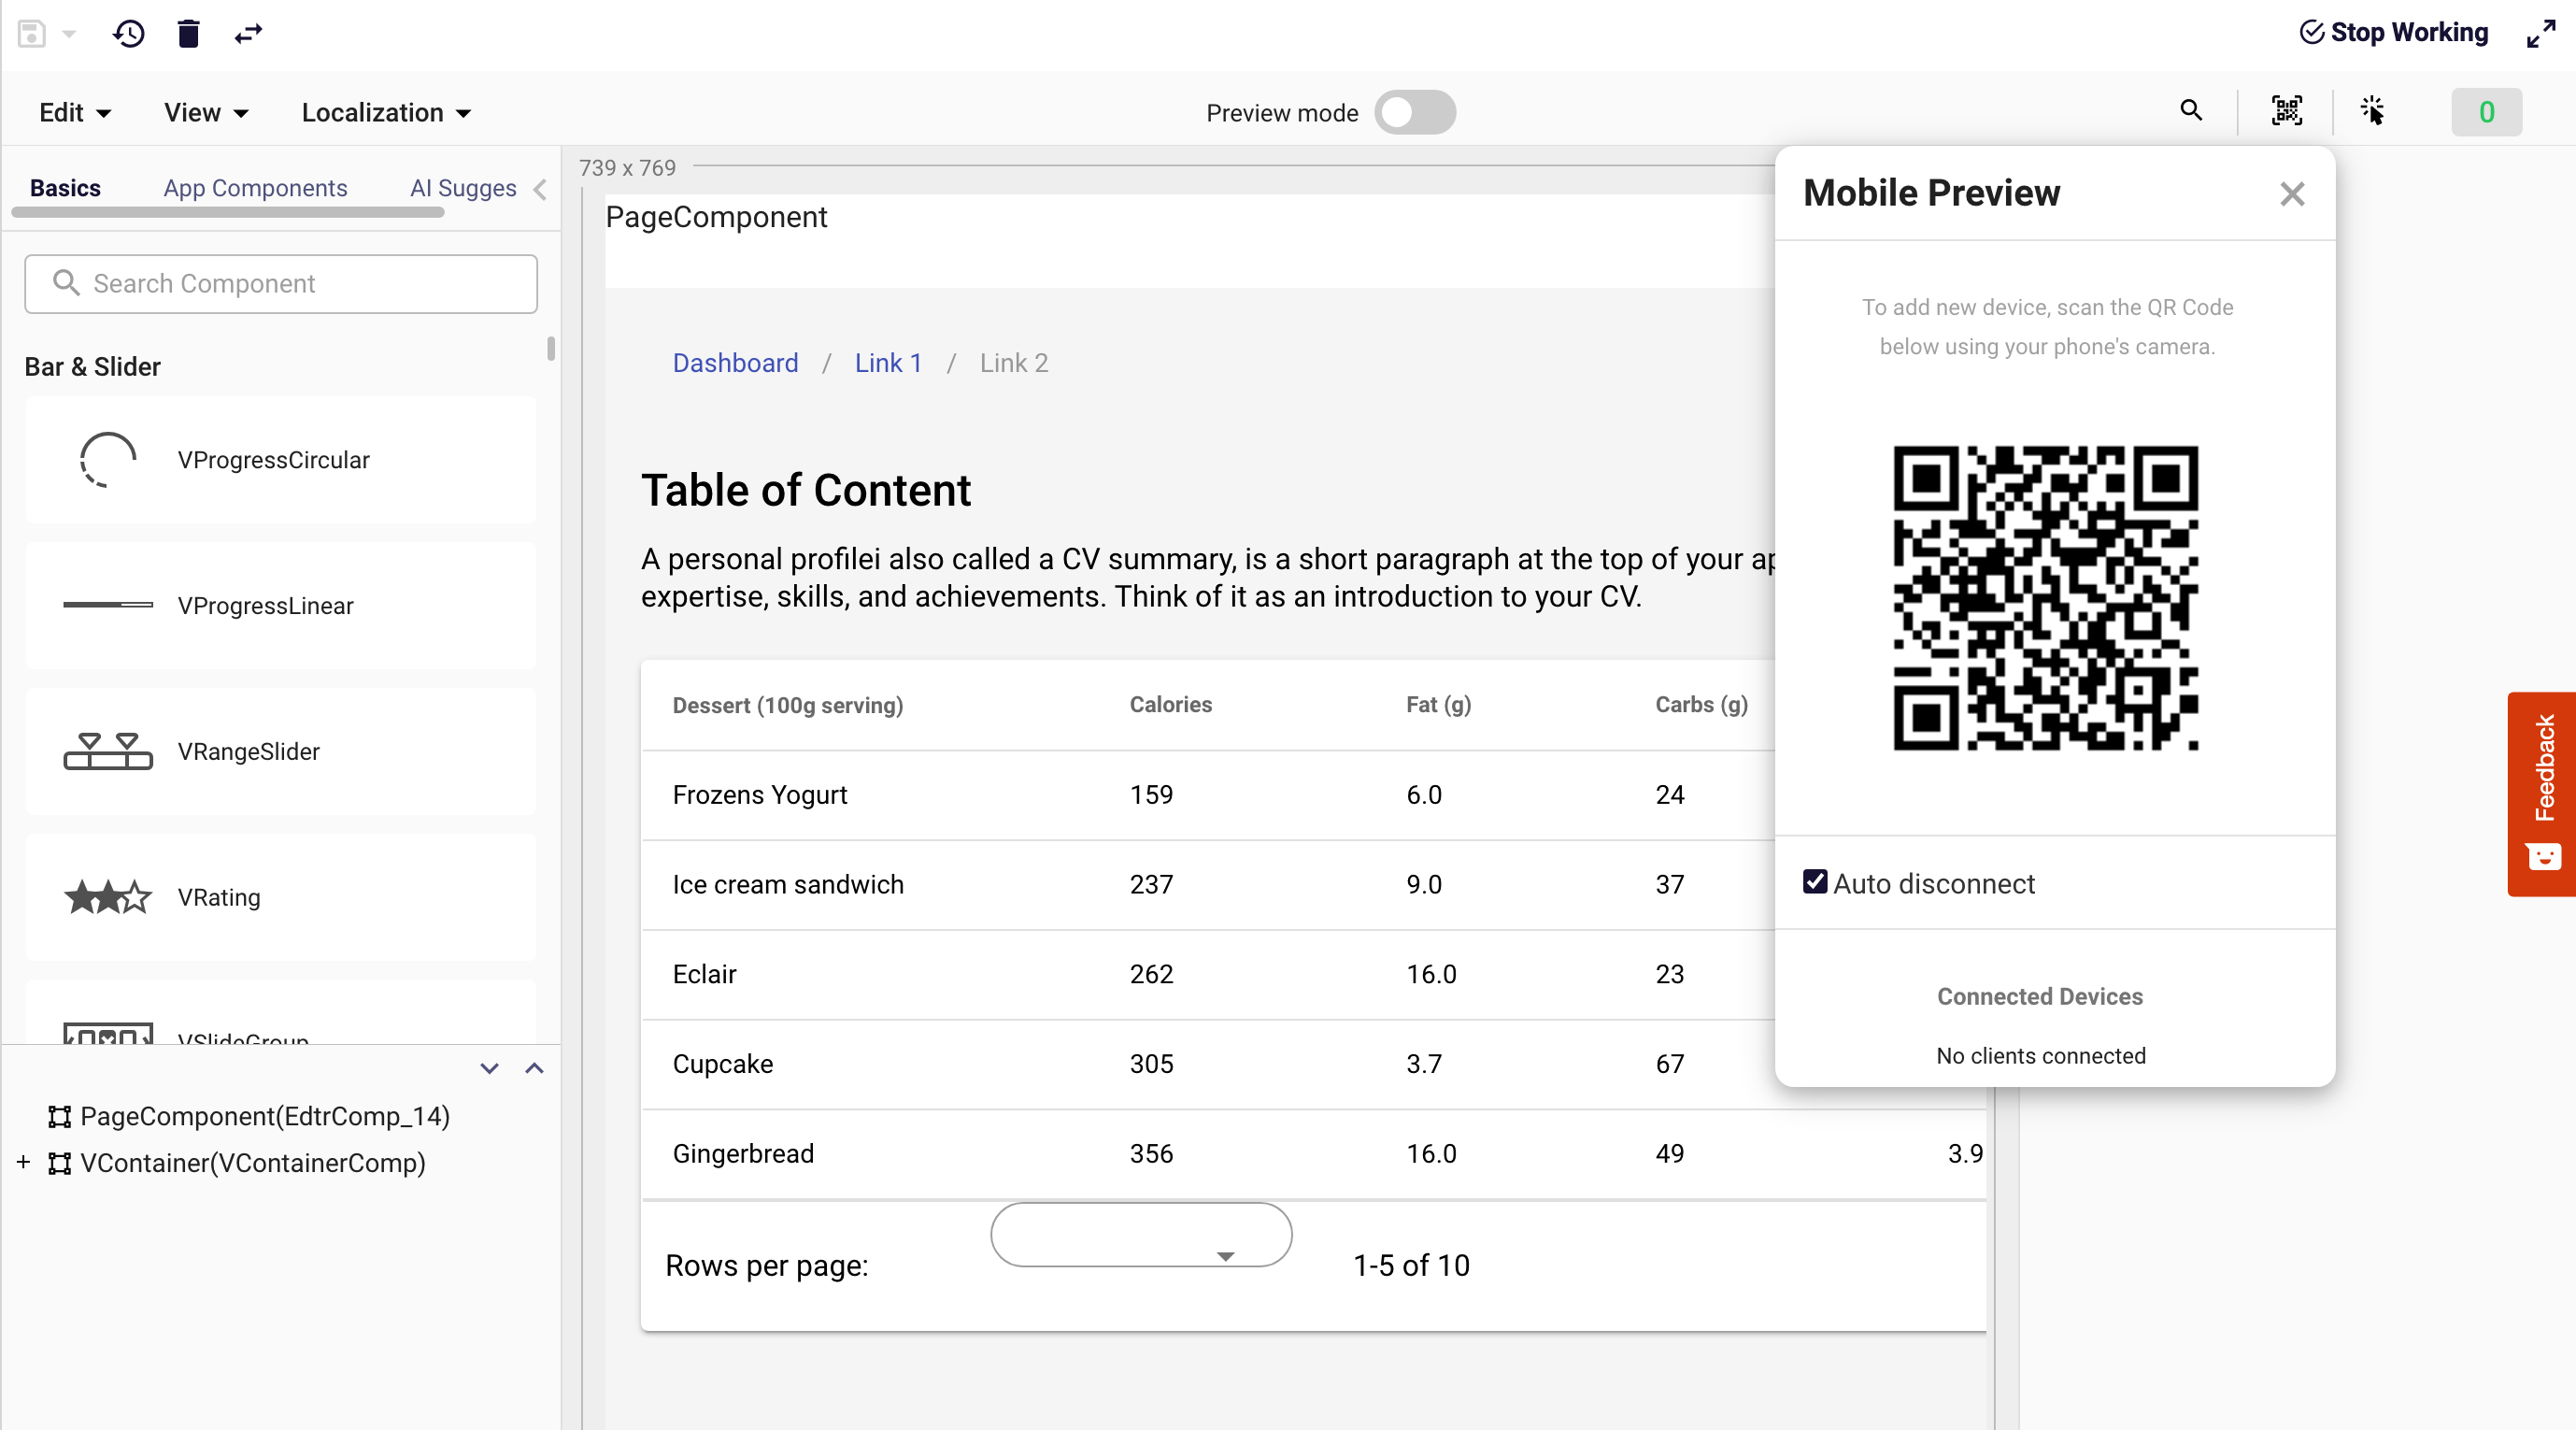 Stop Working
Edit View Localization Preview mode 0
Basics App Components AI Sugges
Search Component
Bar & Slider
VProgressCircular
VProgressLinear
VRangeSlider
VRating
VSlideGroup
PageComponent(EdtrComp_14)
+ VContainer(VContainerComp)
739 x 769
PageComponent
Dashboard / Link 1 / Link 2
Table of Content
A personal profilei also called a CV summary, is a short paragraph at the top of your ap
expertise, skills, and achievements. Think of it as an introduction to your CV.
Dessert (100g serving) Calories Fat (g) Carbs (g)
Frozens Yogurt 159 6.0 24
Ice cream sandwich 237 9.0 37
Eclair 262 16.0 23
Cupcake 305 3.7 67
Gingerbread 356 16.0 49 3.9
Rows per page: 1-5 of 10
Mobile Preview
To add new device, scan the QR Code
below using your phone's camera.
Auto disconnect
Connected Devices
No clients connected
Feedback